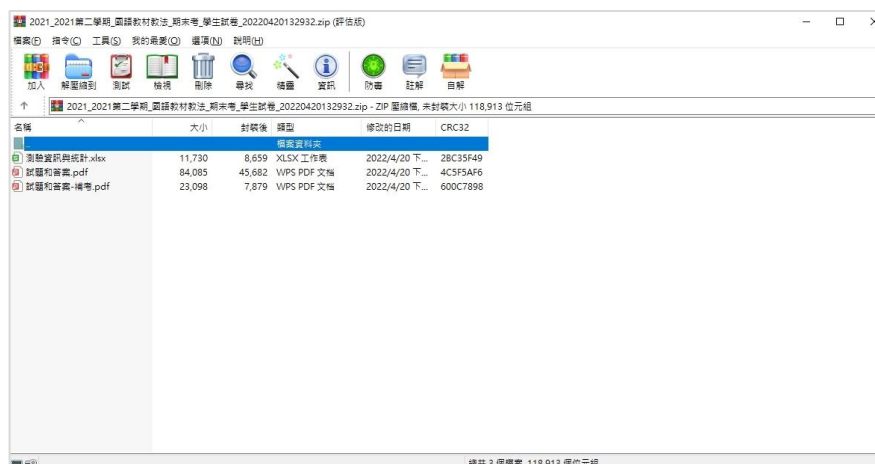 2021_2021第二學期_國語教材教法_期末考_學生試卷_20220420132932.zip (評估版)
檔案(F) 指令(C) 工具(S) 我的最愛(O) 選項(N) 說明(H)
加入 解壓縮到 測試 檢視 刪除 尋找 精靈 資訊 防毒 註解 自解
2021_2021第二學期_國語教材教法_期末考_學生試卷_20220420132932.zip - ZIP 壓縮檔, 未封裝大小 118,913 位元組
名稱 大小 封裝後 類型 修改的日期 CRC32
.. 檔案資料夾
測驗資訊與統計.xlsx 11,730 8,659 XLSX 工作表 2022/4/20 下... 2BC35F49
試題和答案.pdf 84,085 45,682 WPS PDF 文檔 2022/4/20 下... 4C5F5AF6
試題和答案-補考.pdf 23,098 7,879 WPS PDF 文檔 2022/4/20 下... 600C7898
總共 3 個檔案, 118,913 個位元組